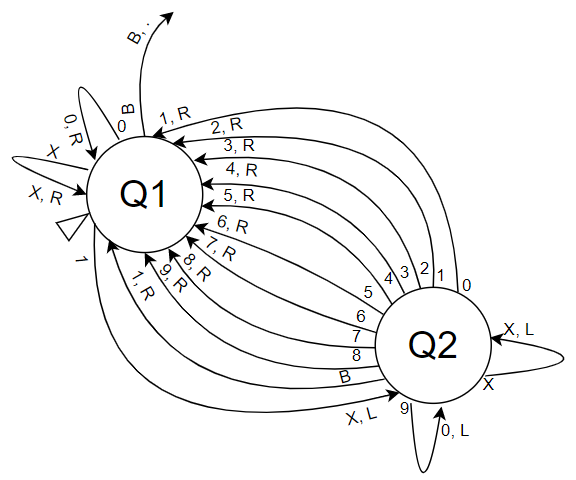 B, .
B
0
0, R
X
X, R
Q1
1
1, R
2, R
3, R
4, R
5, R
6, R
7, R
8, R
9, R
1, R
X, L
0
1
2
3
4
5
6
7
8
B
9
Q2
X, L
X
0, L